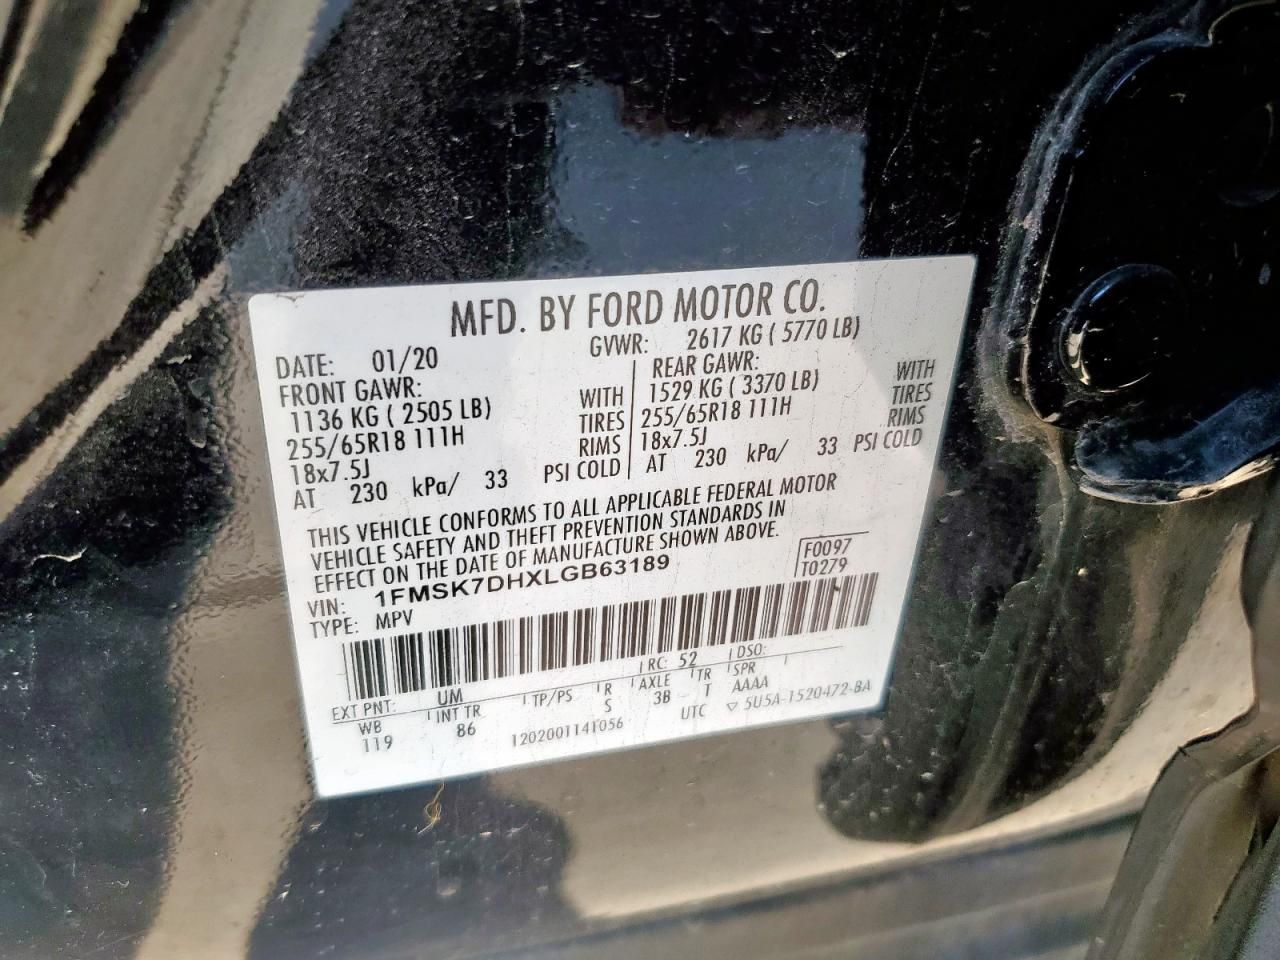 MFD. BY FORD MOTOR CO.
DATE: 01/20 GVWR: 2617 KG ( 5770 LB)
FRONT GAWR: REAR GAWR:
1136 KG ( 2505 LB) WITH 1529 KG ( 3370 LB) WITH
255/65R18 111H TIRES 255/65R18 111H TIRES
18x7.5J RIMS 18x7.5J RIMS
AT 230 kPa/ 33 PSI COLD AT 230 kPa/ 33 PSI COLD
THIS VEHICLE CONFORMS TO ALL APPLICABLE FEDERAL MOTOR
VEHICLE SAFETY AND THEFT PREVENTION STANDARDS IN
EFFECT ON THE DATE OF MANUFACTURE SHOWN ABOVE.
F0097
T0279
VIN: 1FMSK7DHXLGB63189
TYPE: MPV
EXT PNT: UM RC: 52 DSO:
WB INT TR TP/PS R AXLE TR SPR
119 86 S 3B T AAAA
1202001141056 UTC ▽ 5U5A-1520472-BA